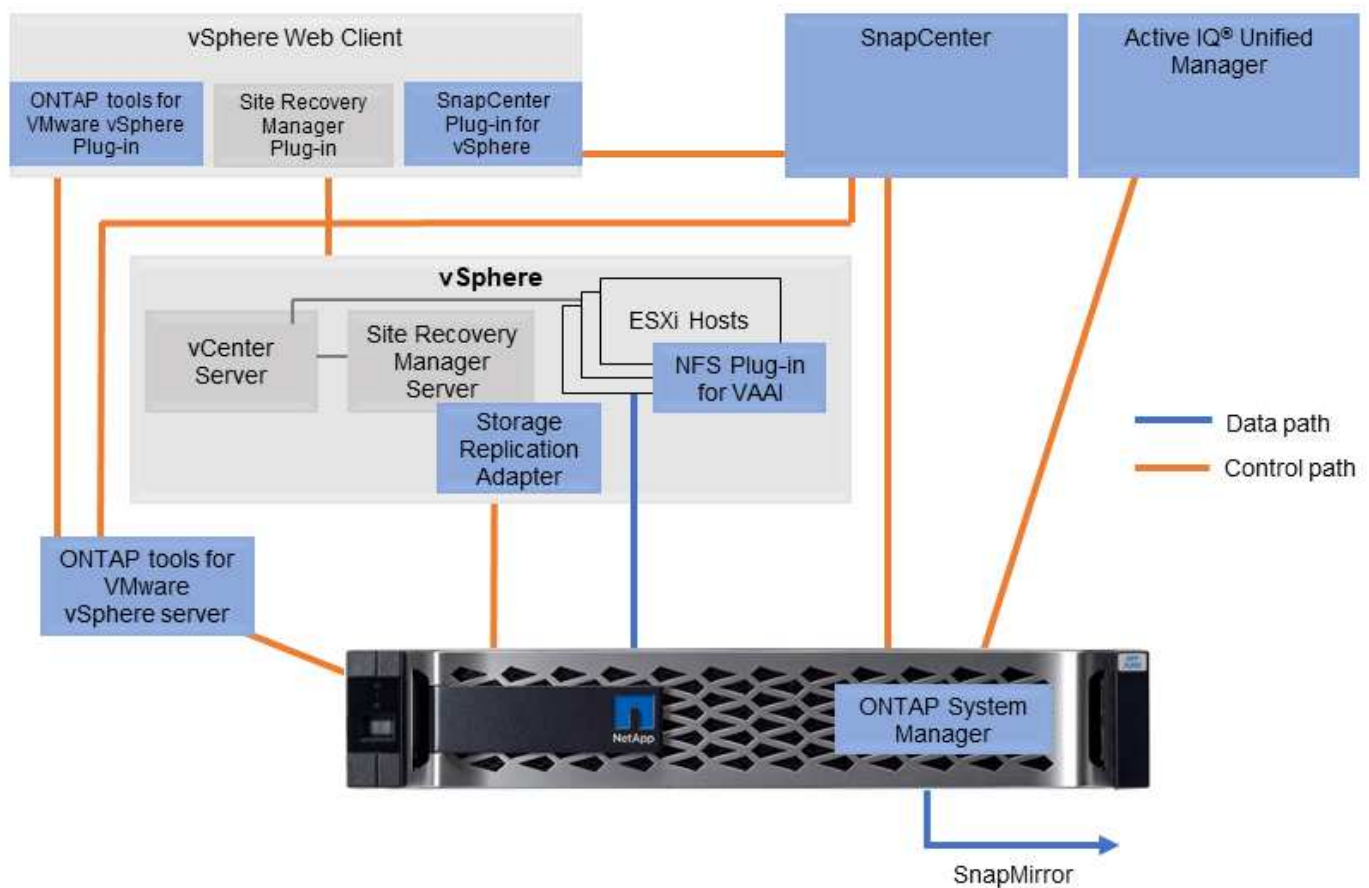 vSphere Web Client
ONTAP tools for
VMware vSphere
Plug-in
Site Recovery
Manager
Plug-in
SnapCenter
Plug-in for
vSphere
SnapCenter
Active IQ® Unified
Manager
vSphere
vCenter
Server
Site Recovery
Manager
Server
Storage
Replication
Adapter
ESXi Hosts
NFS Plug-in
for VAAI
Data path
Control path
ONTAP tools for
VMware
vSphere server
NetApp
ONTAP System
Manager
SnapMirror